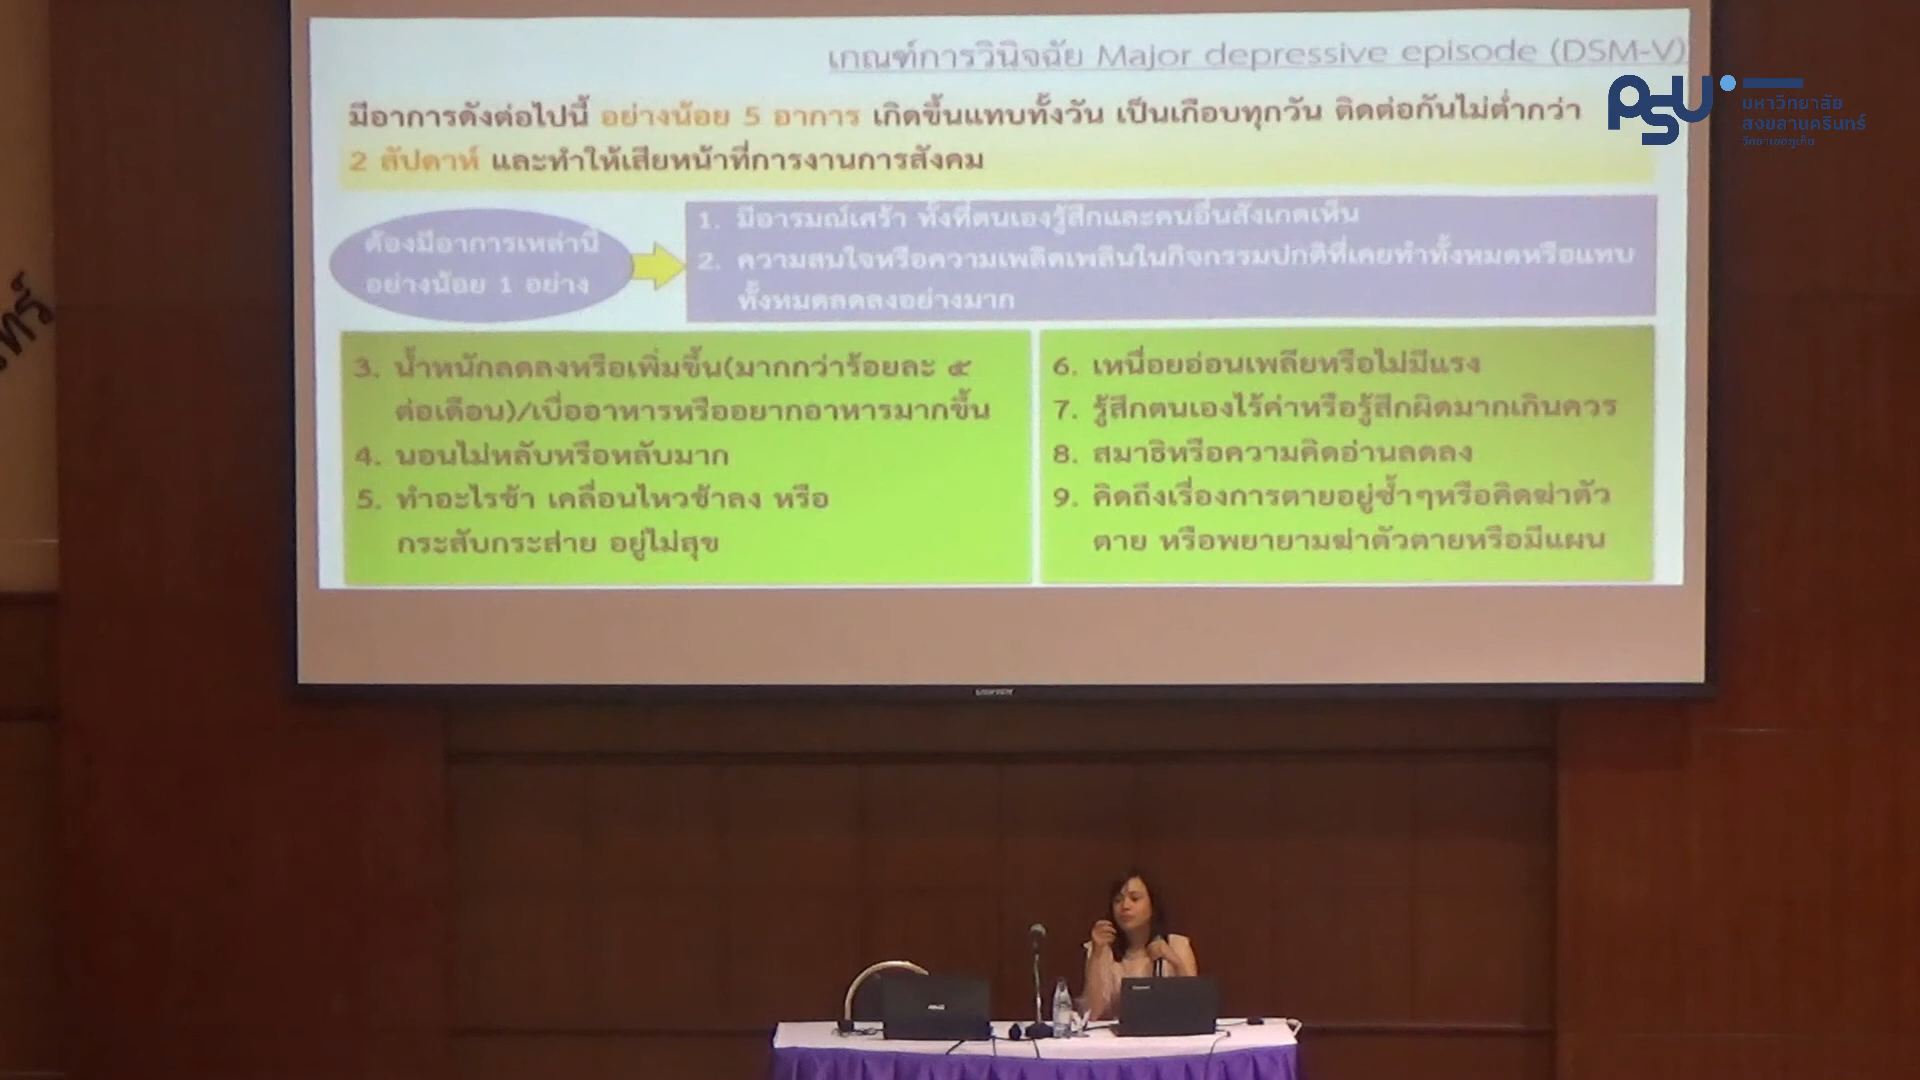 เกณฑ์การวินิจฉัย Major depressive episode (DSM-V)
มีอาการดังต่อไปนี้ อย่างน้อย 5 อาการ เกิดขึ้นแทบทั้งวัน เป็นเกือบทุกวัน ติดต่อกันไม่ต่ำกว่า
2 สัปดาห์ และทำให้เสียหน้าที่การงานการสังคม
ต้องมีอาการเหล่านี้
อย่างน้อย 1 อย่าง
1. มีอารมณ์เศร้า ทั้งที่ตนเองรู้สึกและคนอื่นสังเกตเห็น
2. ความสนใจหรือความเพลิดเพลินในกิจกรรมปกติที่เคยทำทั้งหมดหรือแทบ
ทั้งหมดลดลงอย่างมาก
3. น้ำหนักลดลงหรือเพิ่มขึ้น(มากกว่าร้อยละ ๕
ต่อเดือน)/เบื่ออาหารหรืออยากอาหารมากขึ้น
4. นอนไม่หลับหรือหลับมาก
5. ทำอะไรช้า เคลื่อนไหวช้าลง หรือ
กระสับกระส่าย อยู่ไม่สุข
6. เหนื่อยอ่อนเพลียหรือไม่มีแรง
7. รู้สึกตนเองไร้ค่าหรือรู้สึกผิดมากเกินควร
8. สมาธิหรือความคิดอ่านลดลง
9. คิดถึงเรื่องการตายอยู่ซ้ำๆหรือคิดฆ่าตัว
ตาย หรือพยายามฆ่าตัวตายหรือมีแผน
PSU
มหาวิทยาลัย
สงขลานครินทร์
วิทยาเขตภูเก็ต
ASUS